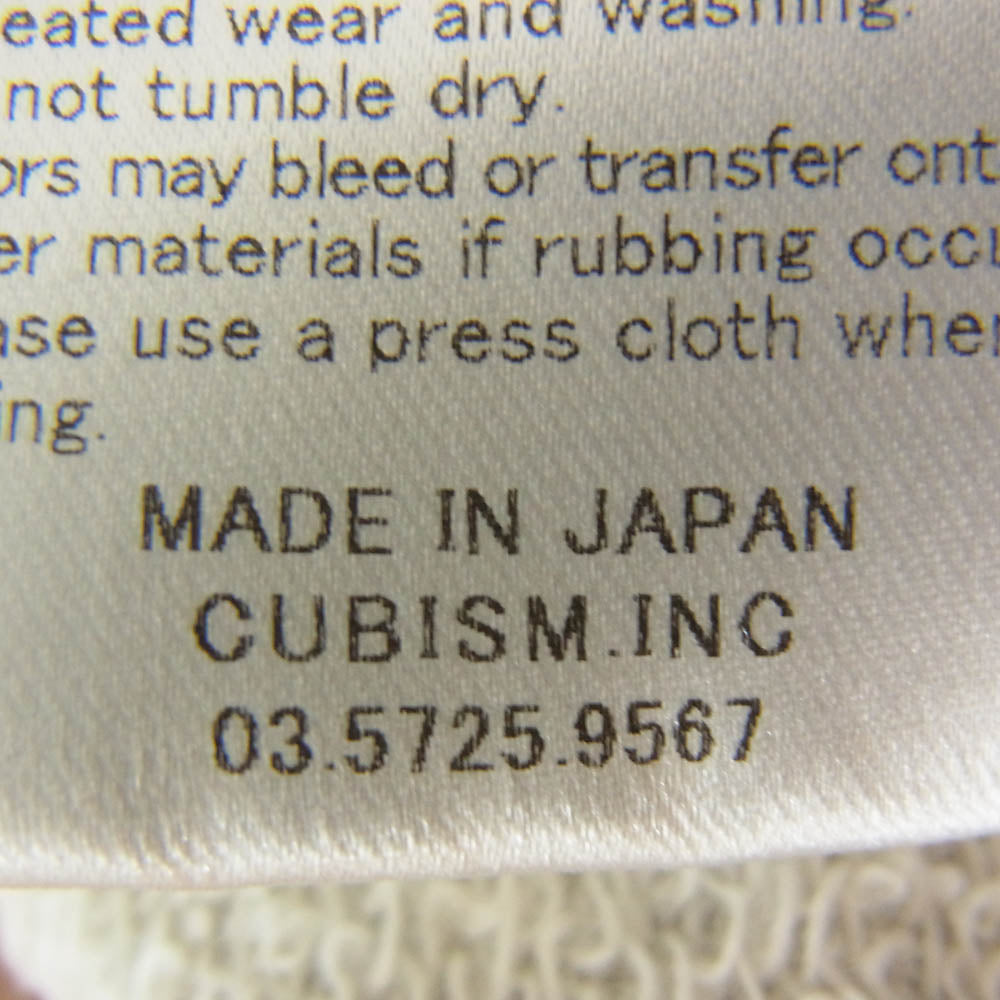 eated wear and washing.
not tumble dry.
ors may bleed or transfer ont
er materials if rubbing occu
ase use a press cloth when
ing.
MADE IN JAPAN
CUBISM.INC
03.5725.9567